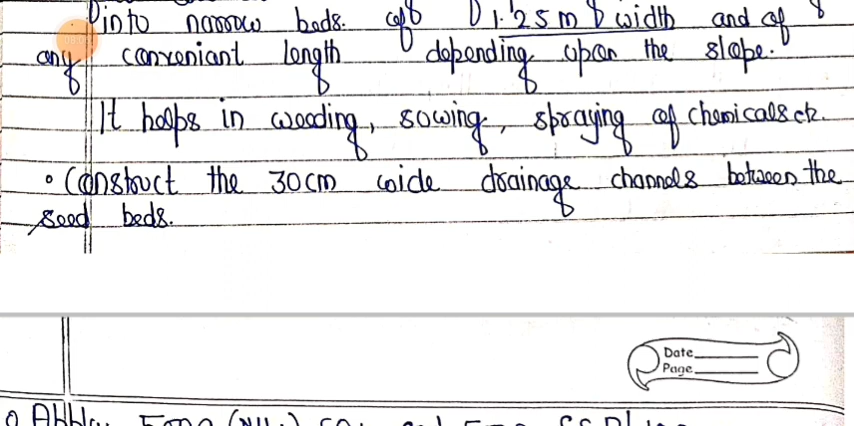 into narrow beds. of 1.25m width and of
any convenient length depending upon the slope.
It helps in weeding, sowing, spraying of chemicals etc.
• Construct the 30cm wide drainage channels between the
seed beds.
Date
Page